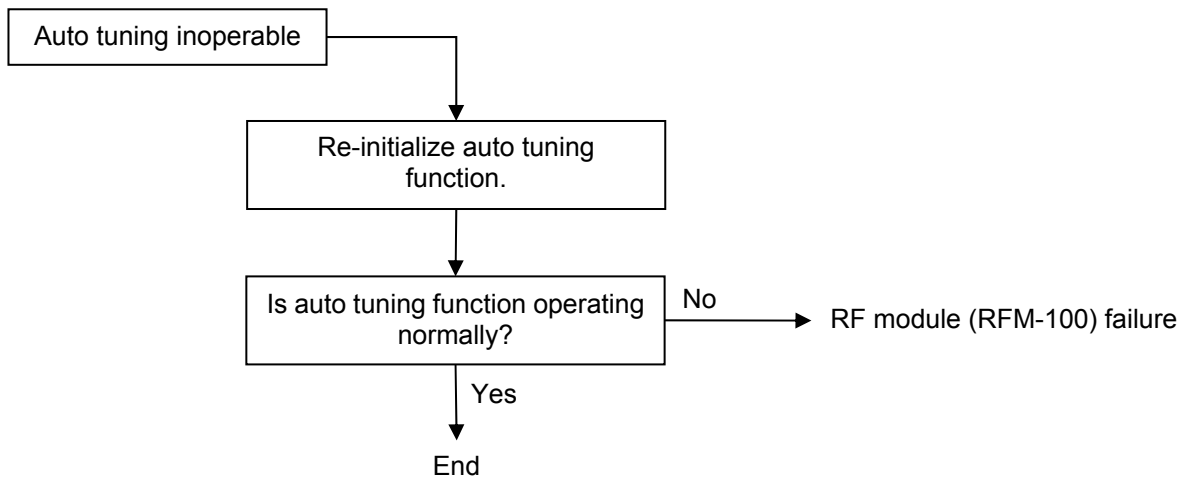 Auto tuning inoperable
Re-initialize auto tuning
function.
Is auto tuning function operating
normally?
No
RF module (RFM-100) failure
Yes
End